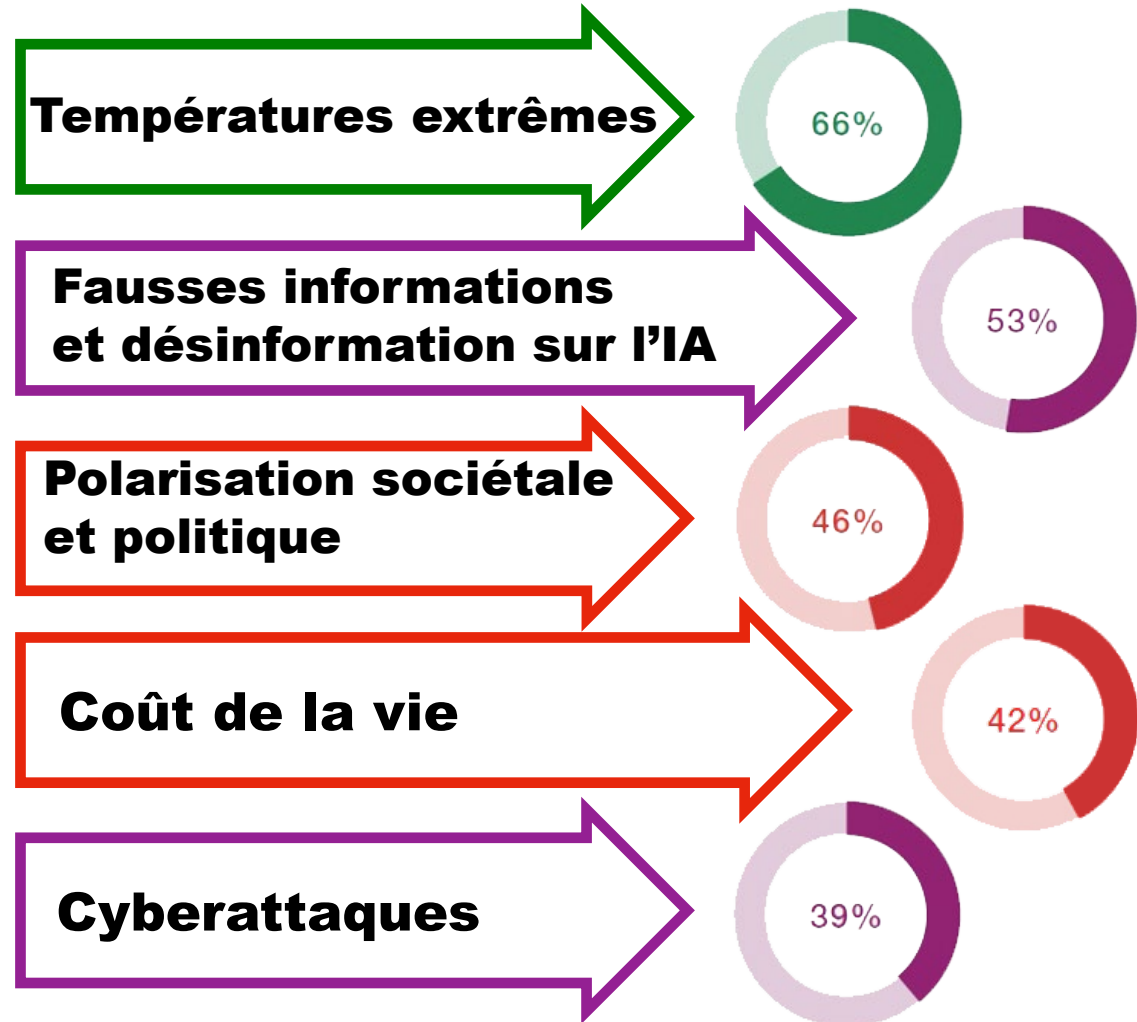 Températures extrêmes
66%
Fausses informations
et désinformation sur l’IA
53%
Polarisation sociétale
et politique
46%
Coût de la vie
42%
Cyberattaques
39%